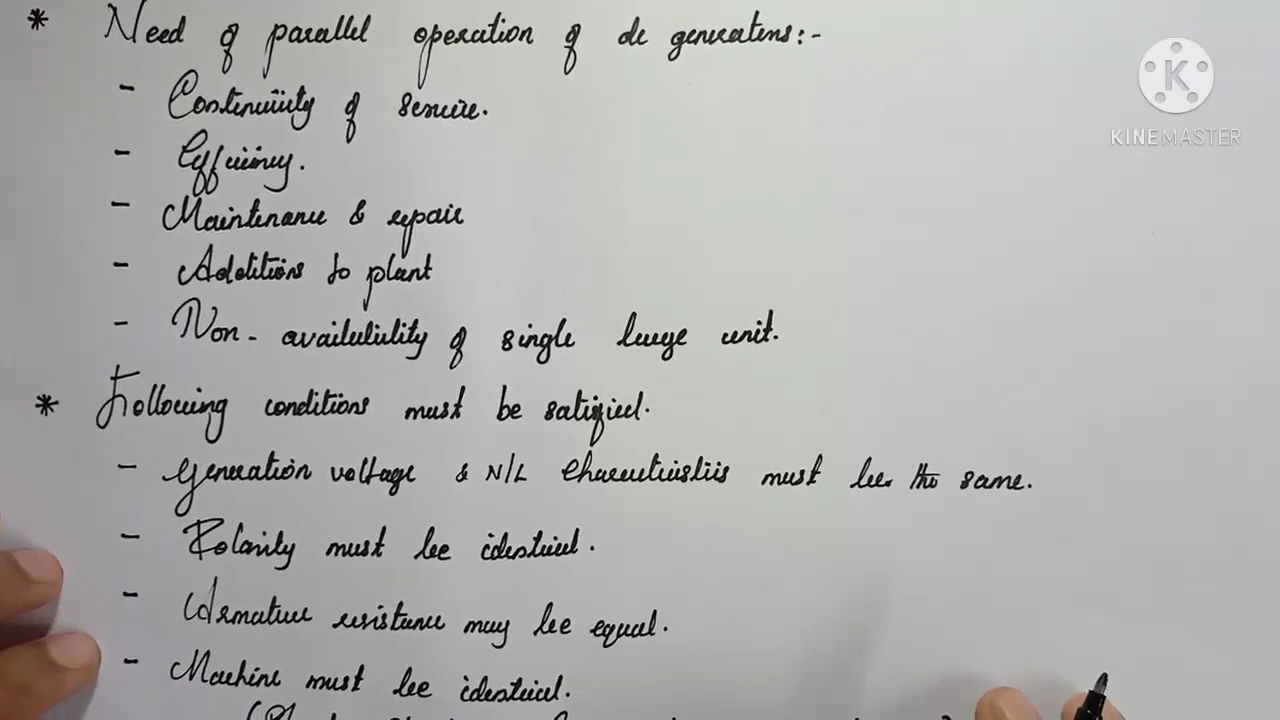 * Need of parallel operation of dc generators:-
- Continuity of service.
- Efficiency.
- Maintenance & repair
- Additions to plant
- Non-availability of single large unit.
* Following conditions must be satisfied.
- Generation voltage & N/L characteristics must be the same.
- Polarity must be identical.
- Armature resistance may be equal.
- Machine must be identical.
K
KINEMASTER